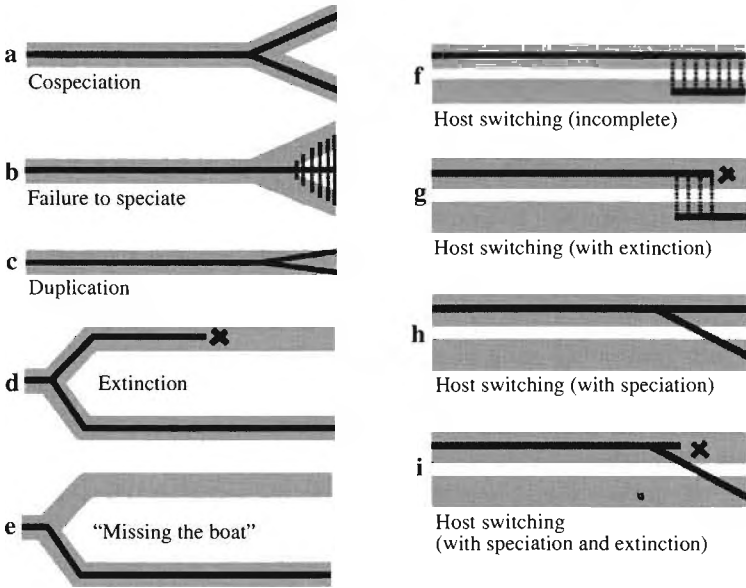 a
Cospeciation
b
Failure to speciate
c
Duplication
d
Extinction
e
“Missing the boat”
f
Host switching (incomplete)
g
Host switching (with extinction)
h
Host switching (with speciation)
i
Host switching
(with speciation and extinction)